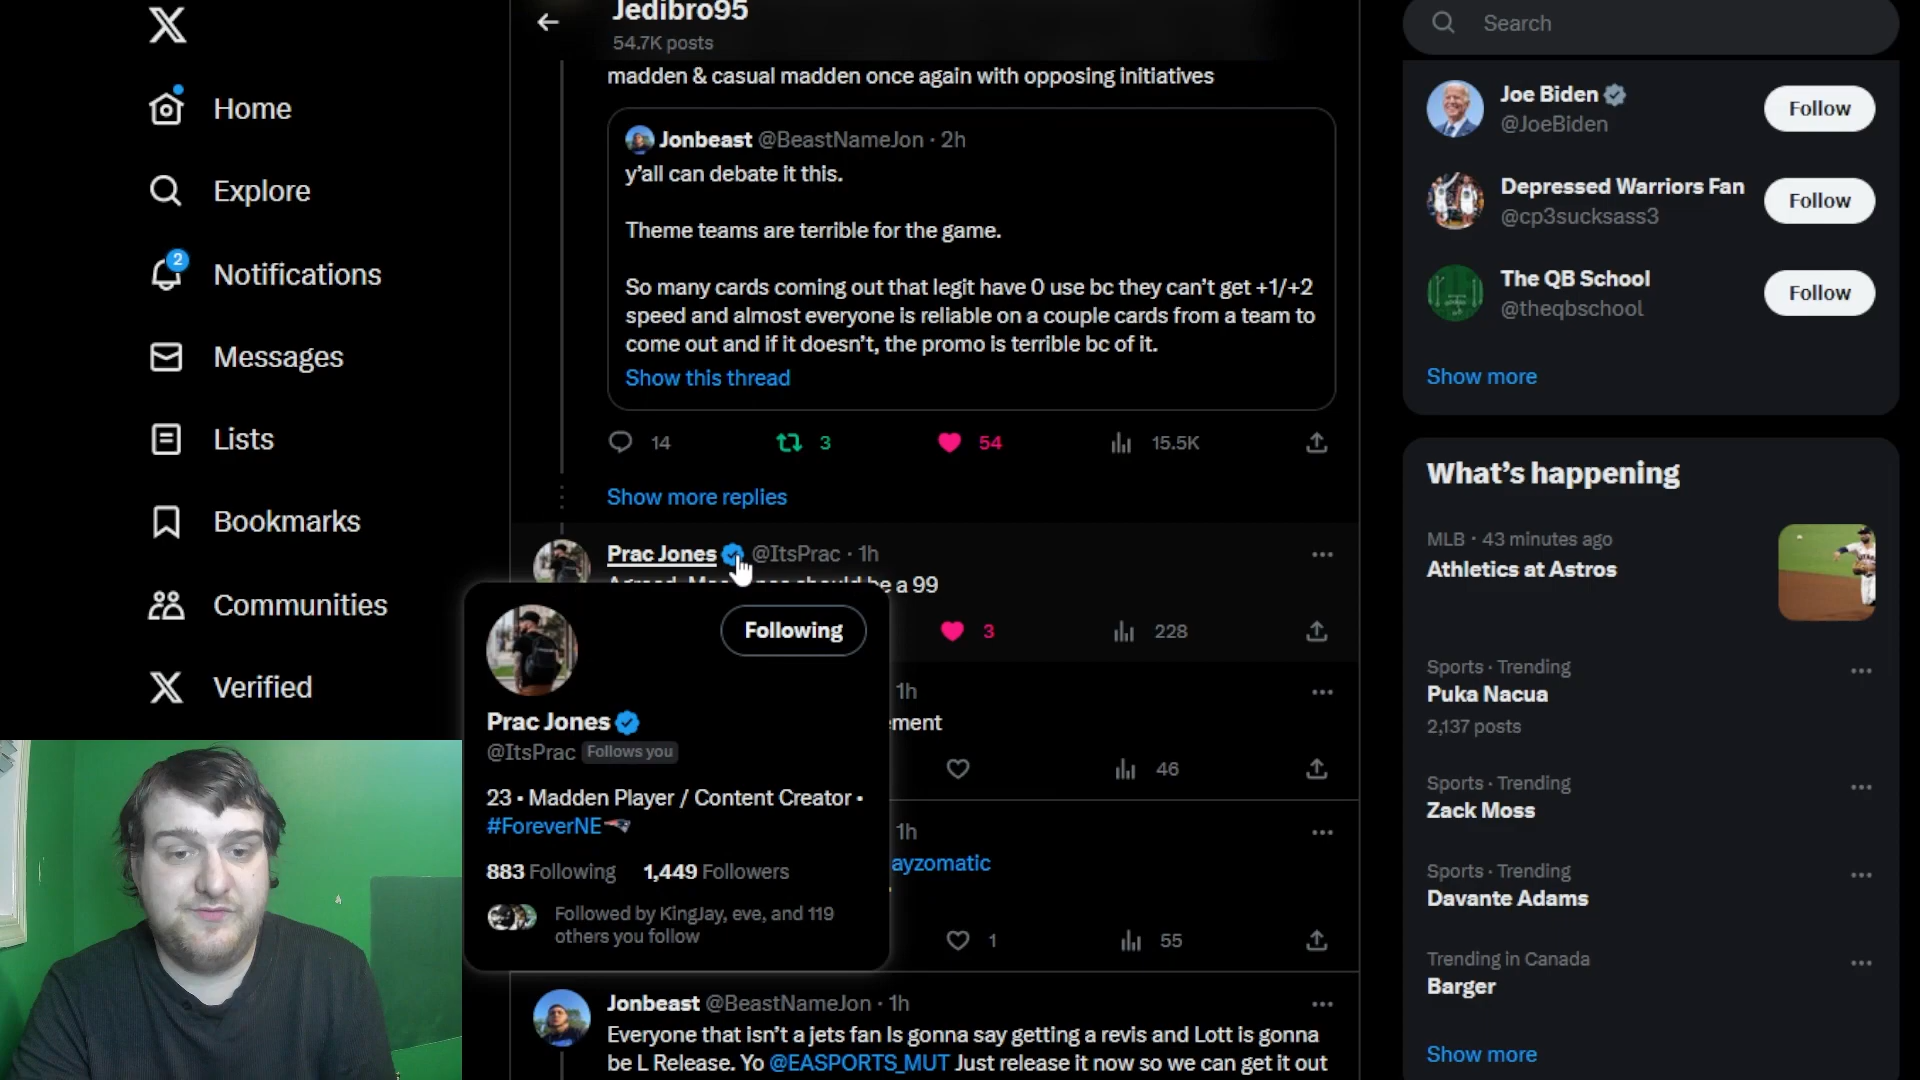 Home
Explore
2
Notifications
Messages
Lists
Bookmarks
Communities
Verified
Jedibro95
54.7K posts
madden & casual madden once again with opposing initiatives
Jonbeast @BeastNameJon · 2h
y'all can debate it this.
Theme teams are terrible for the game.
So many cards coming out that legit have 0 use bc they can't get +1/+2
speed and almost everyone is reliable on a couple cards from a team to
come out and if it doesn't, the promo is terrible bc of it.
Show this thread
14 3 54 15.5K
Show more replies
Prac Jones @ItsPrac · 1h
be a 99
3 228
Following
Prac Jones
@ItsPrac Follows you
23 • Madden Player / Content Creator •
#ForeverNE
883 Following 1,449 Followers
Followed by KingJay, eve, and 119
others you follow
1h
46
1h
ayzomatic
1 55
Jonbeast @BeastNameJon · 1h
Everyone that isn't a jets fan Is gonna say getting a revis and Lott is gonna
be L Release. Yo @EASPORTS_MUT Just release it now so we can get it out
Search
Joe Biden
@JoeBiden
Follow
Depressed Warriors Fan
@cp3sucksass3
Follow
The QB School
@theqbschool
Follow
Show more
What's happening
MLB · 43 minutes ago
Athletics at Astros
Sports · Trending
Puka Nacua
2,137 posts
Sports · Trending
Zack Moss
Sports · Trending
Davante Adams
Trending in Canada
Barger
Show more